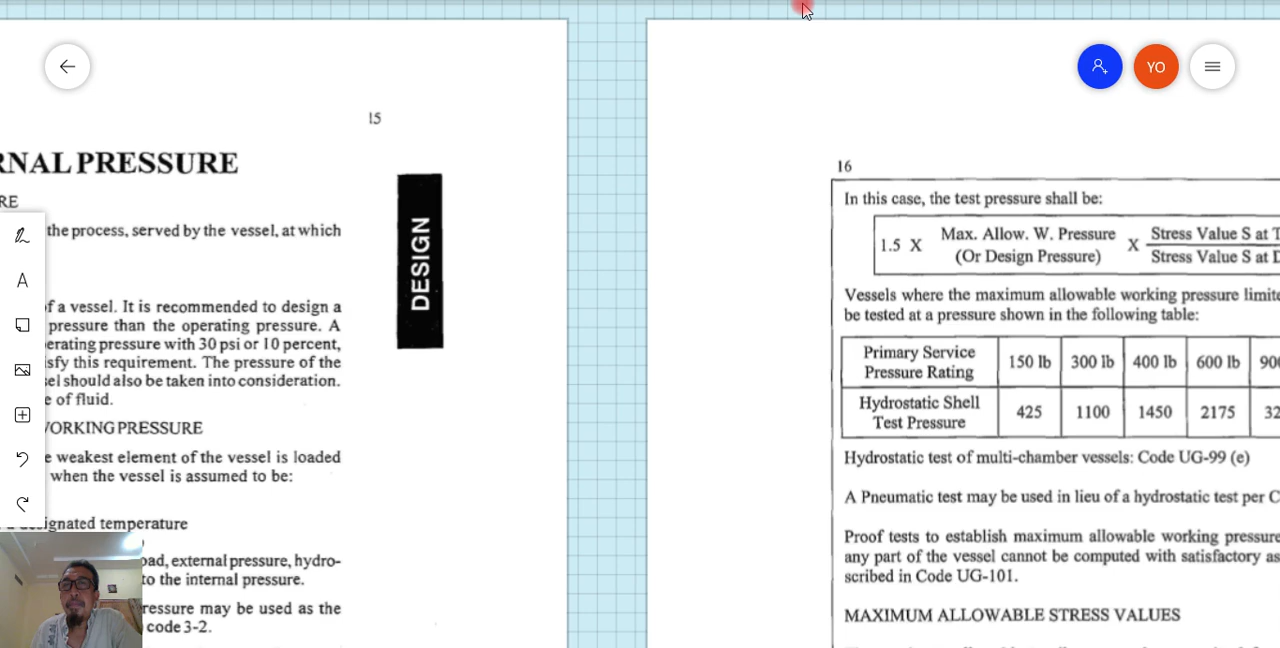 15
RNAL PRESSURE
RE
the process, served by the vessel, at which
of a vessel. It is recommended to design a
pressure than the operating pressure. A
erating pressure with 30 psi or 10 percent,
sfy this requirement. The pressure of the
sel should also be taken into consideration.
e of fluid.
WORKING PRESSURE
e weakest element of the vessel is loaded
when the vessel is assumed to be:
designated temperature
oad, external pressure, hydro-
to the internal pressure.
ressure may be used as the
code 3-2.
DESIGN
A
YO
16
In this case, the test pressure shall be:
1.5 X Max. Allow. W. Pressure X Stress Value S at T
(Or Design Pressure) Stress Value S at D
Vessels where the maximum allowable working pressure limite
be tested at a pressure shown in the following table:
Primary Service Pressure Rating 150 lb 300 lb 400 lb 600 lb 90
Hydrostatic Shell Test Pressure 425 1100 1450 2175 32
Hydrostatic test of multi-chamber vessels: Code UG-99 (e)
A Pneumatic test may be used in lieu of a hydrostatic test per C
Proof tests to establish maximum allowable working pressure
any part of the vessel cannot be computed with satisfactory as
scribed in Code UG-101.
MAXIMUM ALLOWABLE STRESS VALUES